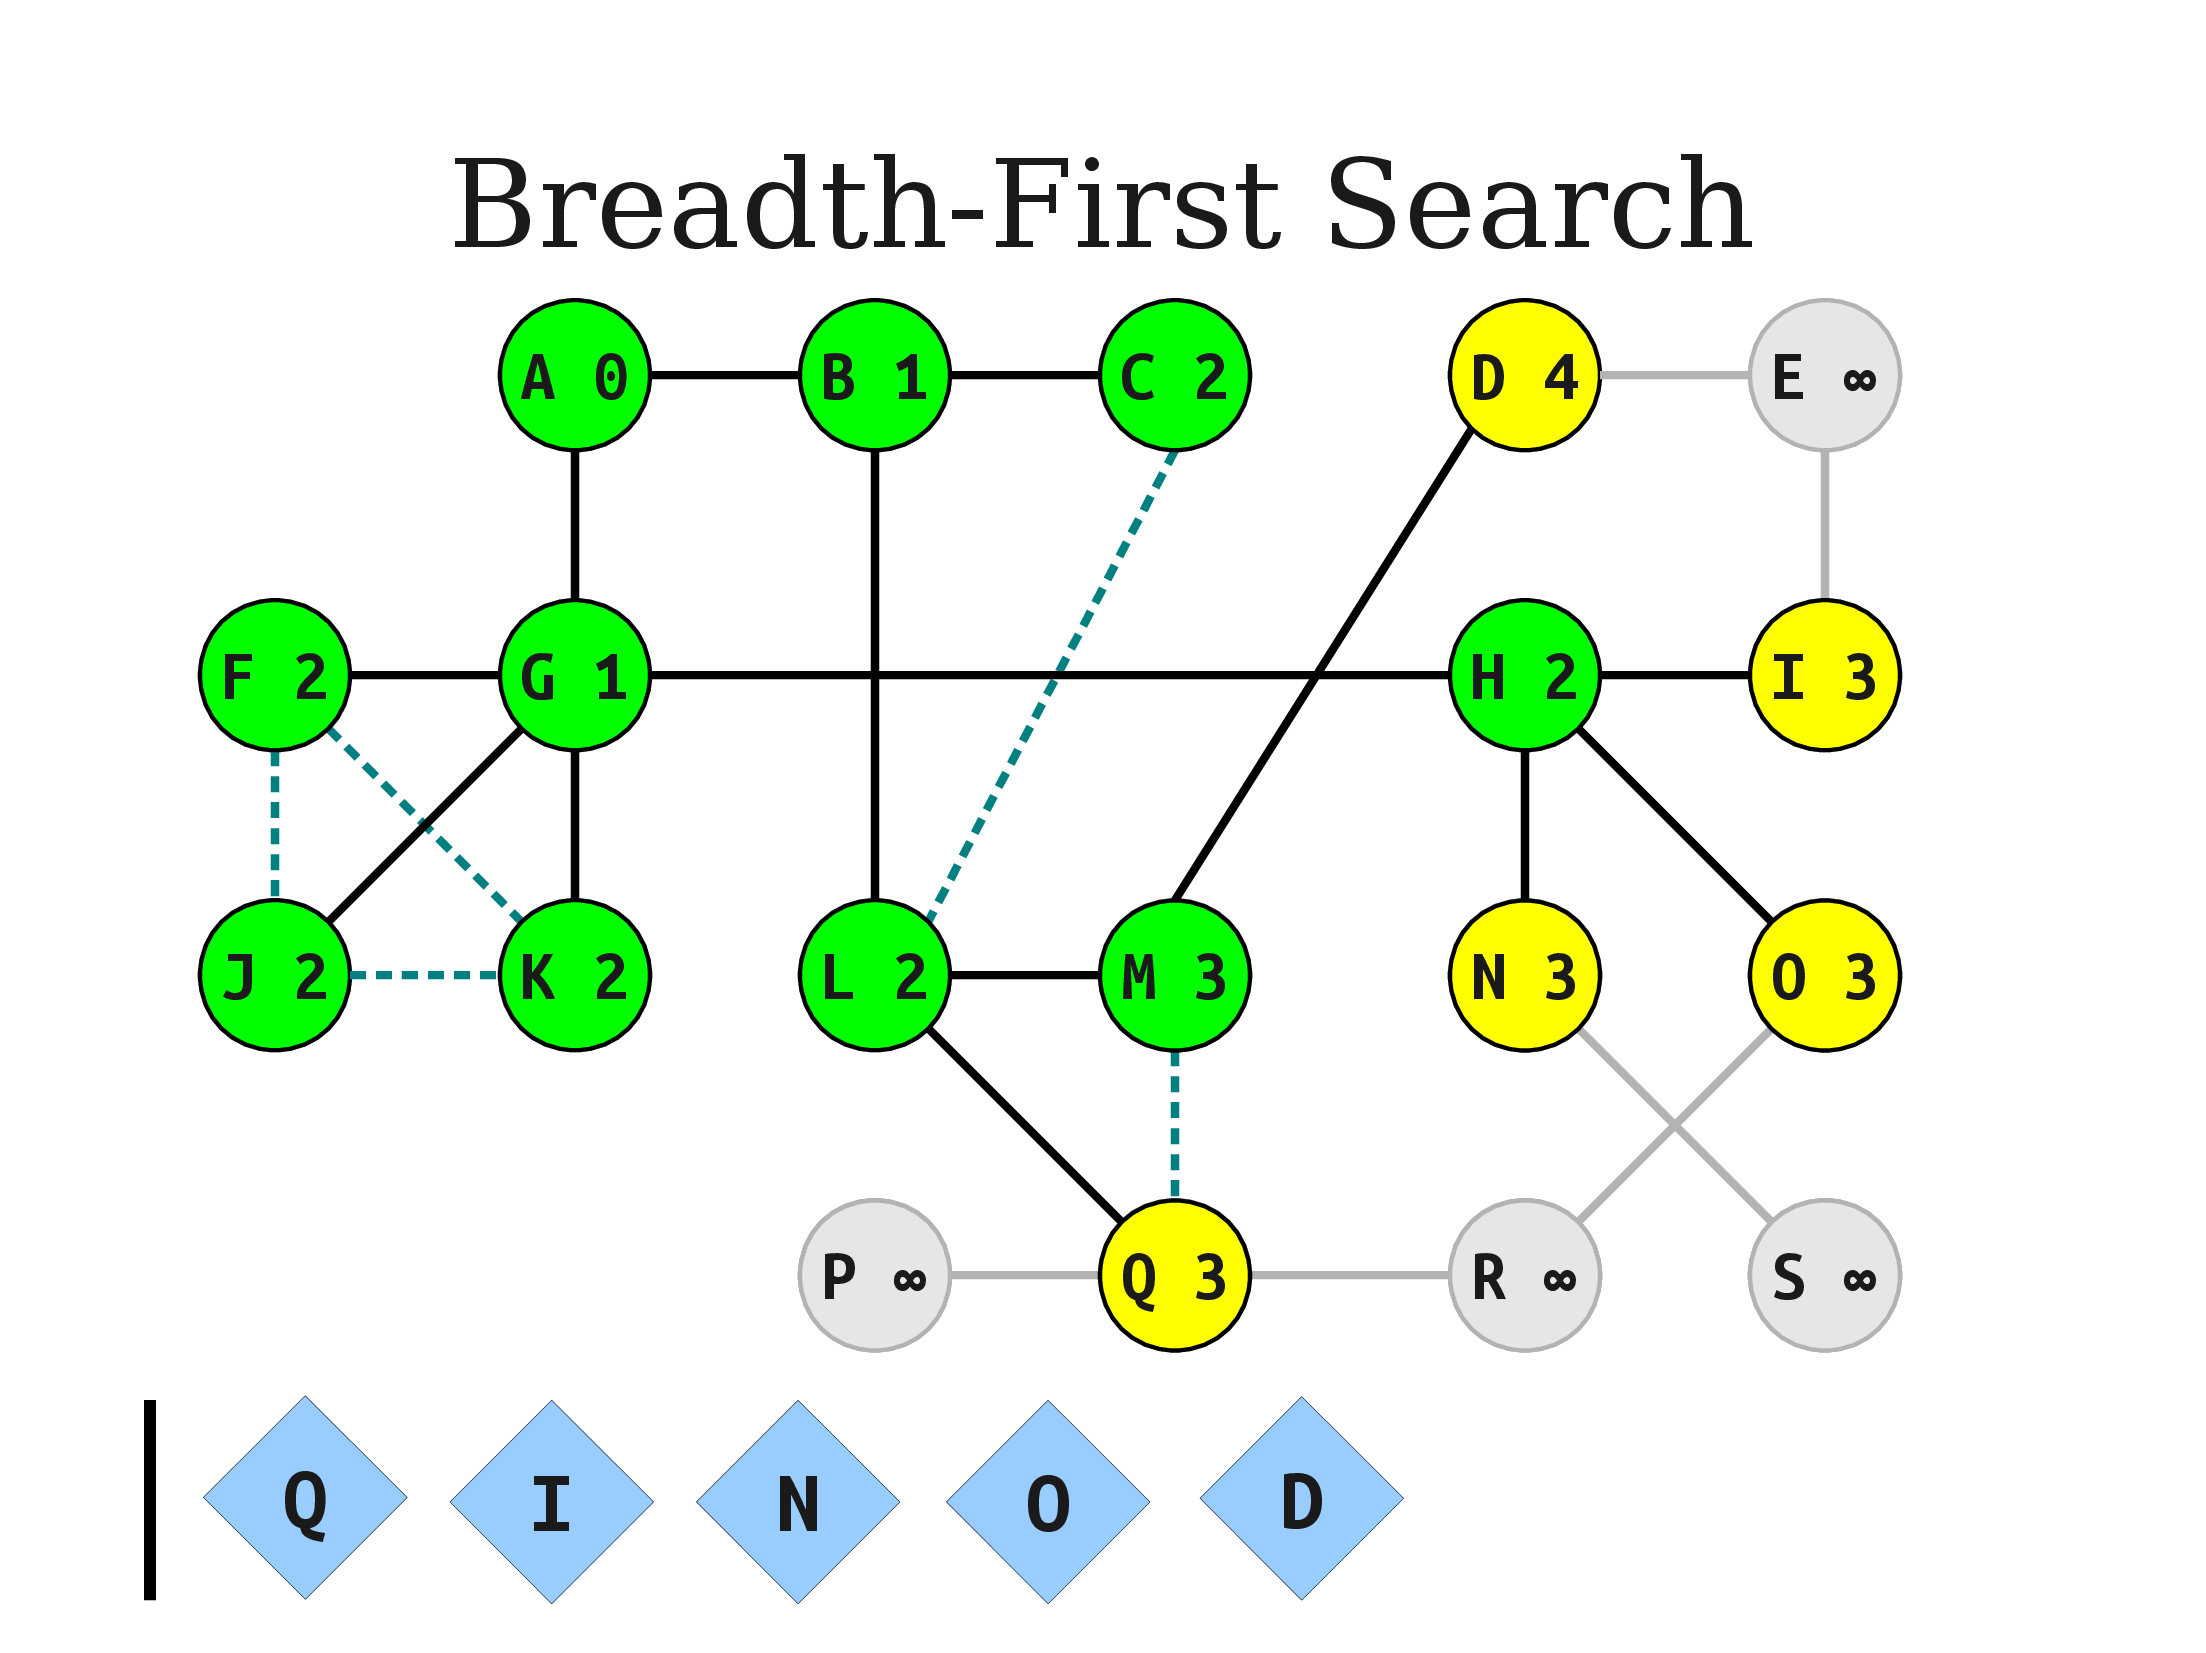 Breadth-First Search
A 0 B 1 C 2 D 4 E ∞
F 2 G 1 H 2 I 3
J 2 K 2 L 2 M 3 N 3 O 3
P ∞ Q 3 R ∞ S ∞
Q I N O D